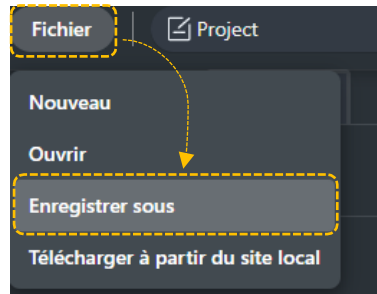 Fichier
Project
Nouveau
Ouvrir
Enregistrer sous
Télécharger à partir du site local